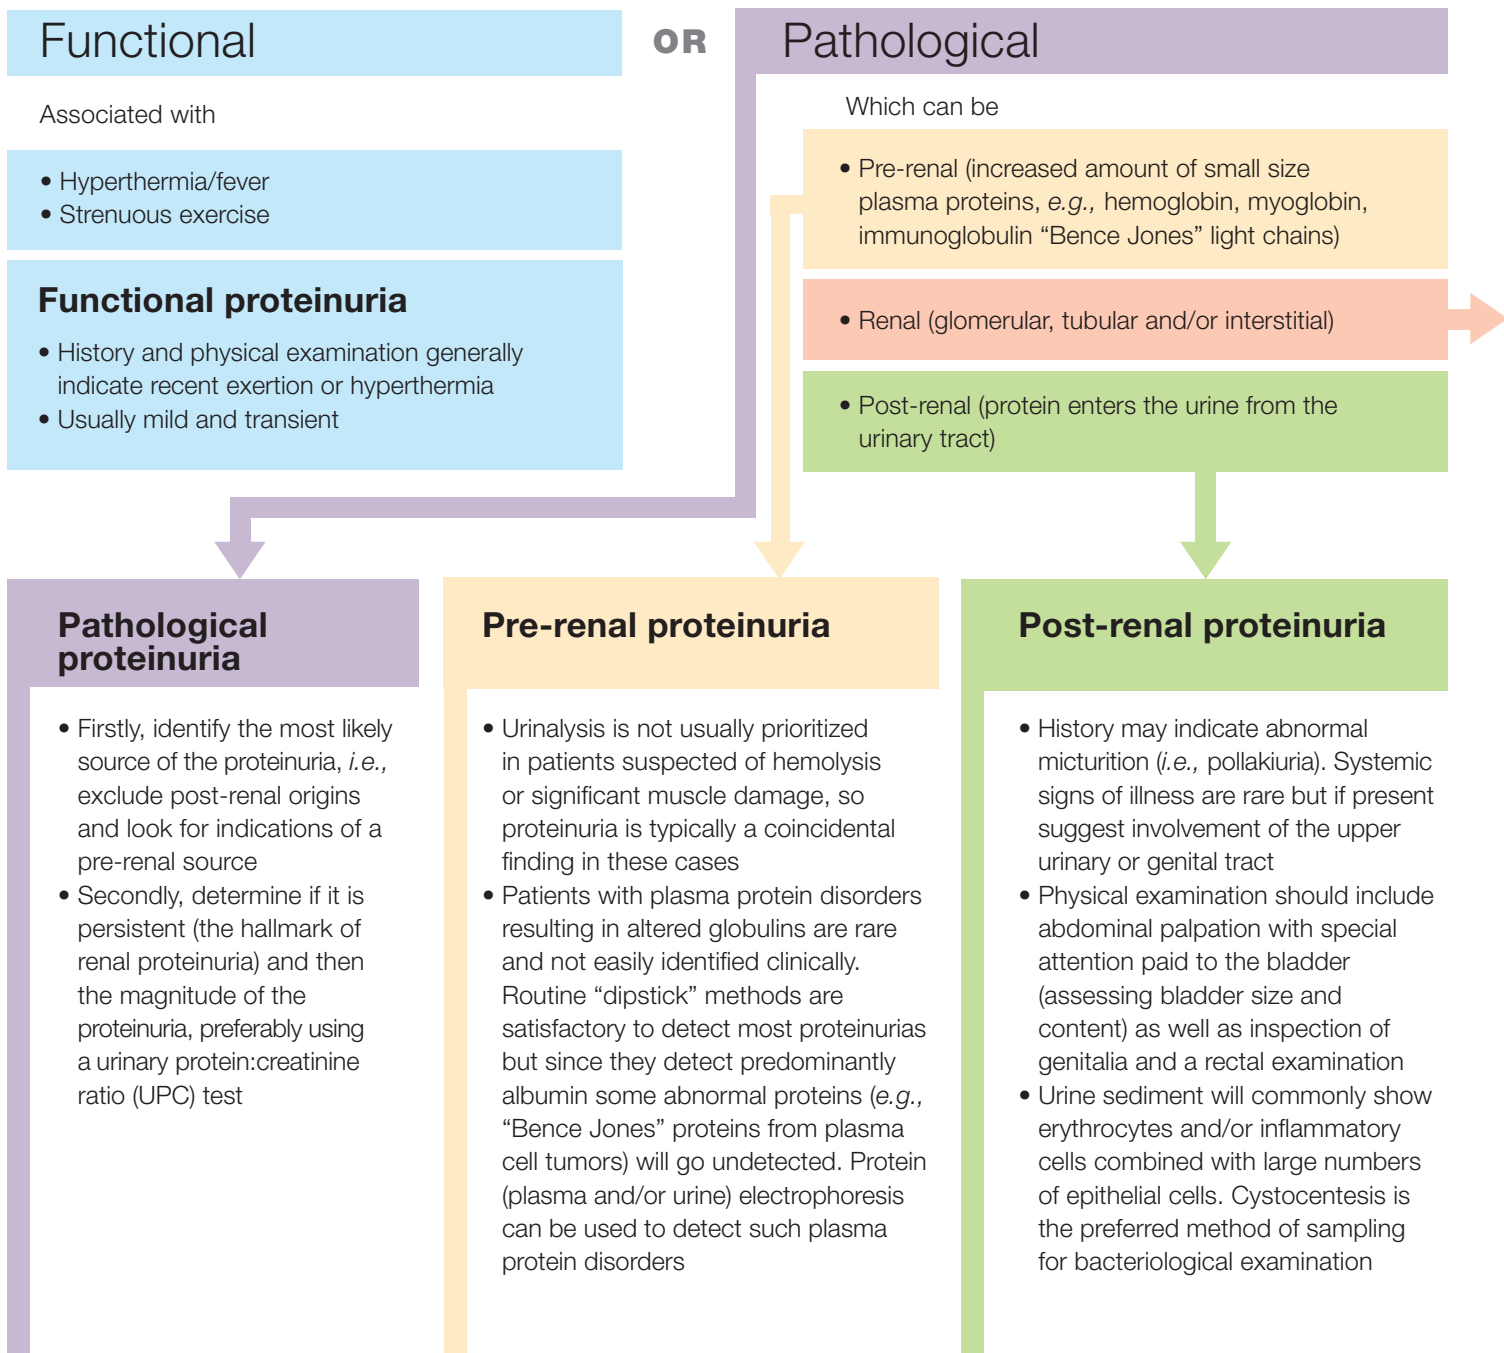 Functional
OR
Pathological
Associated with
• Hyperthermia/fever
• Strenuous exercise
Functional proteinuria
• History and physical examination generally
indicate recent exertion or hyperthermia
• Usually mild and transient
Which can be
• Pre-renal (increased amount of small size
plasma proteins, e.g., hemoglobin, myoglobin,
immunoglobulin “Bence Jones” light chains)
• Renal (glomerular, tubular and/or interstitial)
• Post-renal (protein enters the urine from the
urinary tract)
Pathological
proteinuria
• Firstly, identify the most likely
source of the proteinuria, i.e.,
exclude post-renal origins
and look for indications of a
pre-renal source
• Secondly, determine if it is
persistent (the hallmark of
renal proteinuria) and then
the magnitude of the
proteinuria, preferably using
a urinary protein:creatinine
ratio (UPC) test
Pre-renal proteinuria
• Urinalysis is not usually prioritized
in patients suspected of hemolysis
or significant muscle damage, so
proteinuria is typically a coincidental
finding in these cases
• Patients with plasma protein disorders
resulting in altered globulins are rare
and not easily identified clinically.
Routine “dipstick” methods are
satisfactory to detect most proteinurias
but since they detect predominantly
albumin some abnormal proteins (e.g.,
“Bence Jones” proteins from plasma
cell tumors) will go undetected. Protein
(plasma and/or urine) electrophoresis
can be used to detect such plasma
protein disorders
Post-renal proteinuria
• History may indicate abnormal
micturition (i.e., pollakiuria). Systemic
signs of illness are rare but if present
suggest involvement of the upper
urinary or genital tract
• Physical examination should include
abdominal palpation with special
attention paid to the bladder
(assessing bladder size and
content) as well as inspection of
genitalia and a rectal examination
• Urine sediment will commonly show
erythrocytes and/or inflammatory
cells combined with large numbers
of epithelial cells. Cystocentesis is
the preferred method of sampling
for bacteriological examination